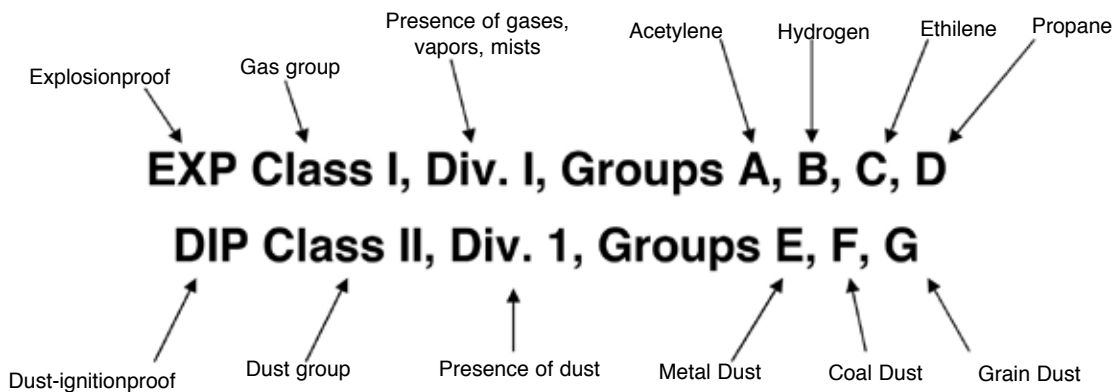 Presence of gases,
vapors, mists
Acetylene
Hydrogen
Ethilene
Propane
Explosionproof
Gas group
EXP Class I, Div. I, Groups A, B, C, D
DIP Class II, Div. 1, Groups E, F, G
Dust-ignitionproof
Dust group
Presence of dust
Metal Dust
Coal Dust
Grain Dust